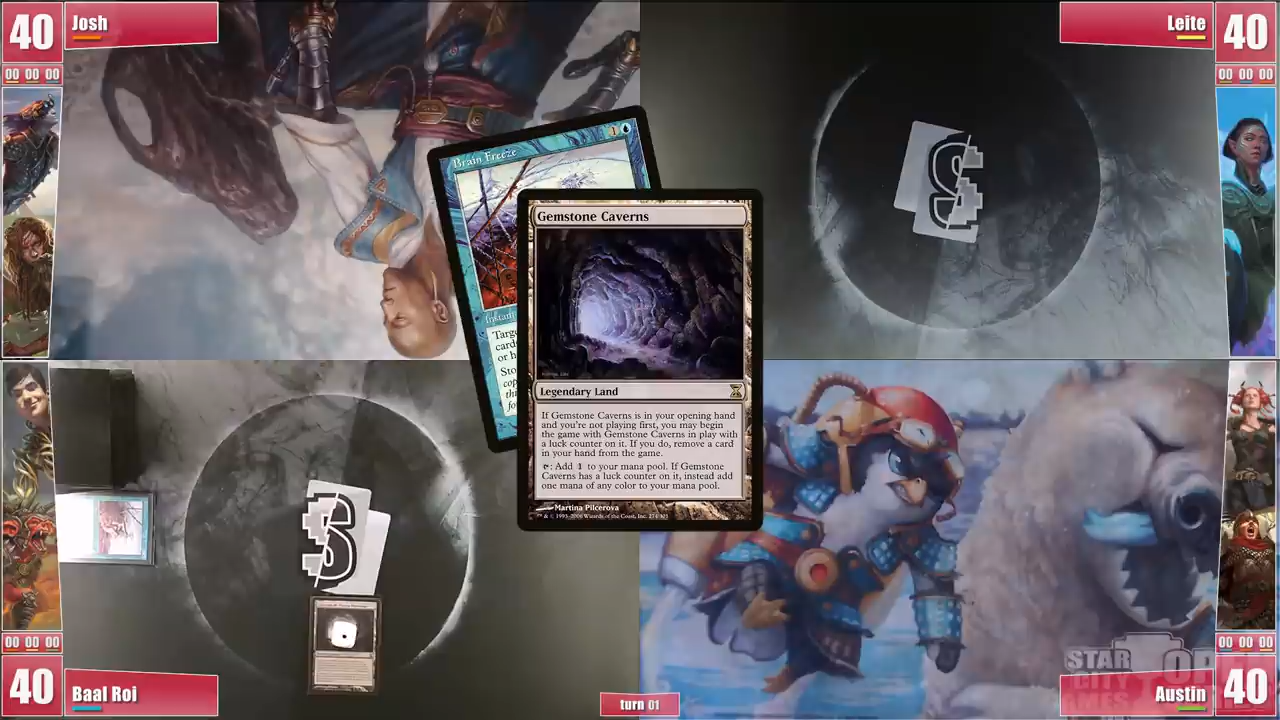 40
Josh
00 00 00
Leite
40
00 00 00
Brain Freeze
1
Instant
Gemstone Caverns
Legendary Land
If Gemstone Caverns is in your opening hand
and you're not playing first, you may begin
the game with Gemstone Caverns in play with
a luck counter on it. If you do, remove a card
in your hand from the game.
: Add 1 to your mana pool. If Gemstone
Caverns has a luck counter on it, instead add
one mana of any color to your mana pool.
Martina Pilcerova
00 00 00
40
Baal Roi
turn 01
STAR
CITY
00 00 00
Austin
40